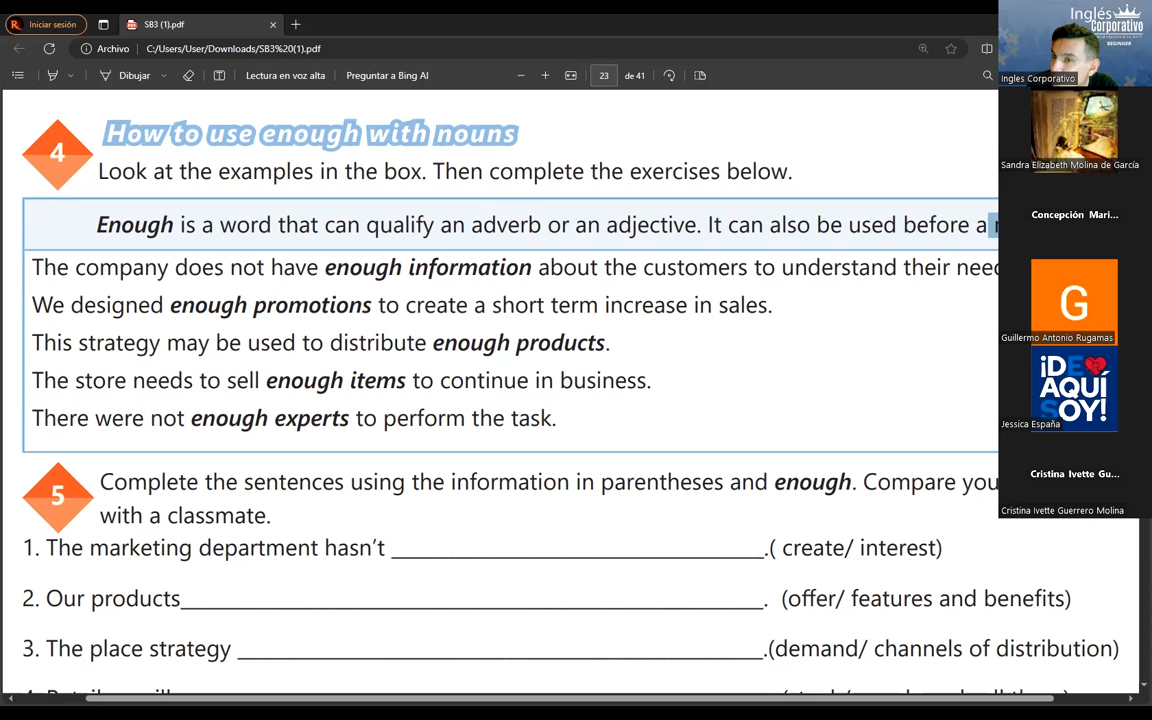 Iniciar sesión
SB3 (1).pdf
Archivo
C:/Users/User/Downloads/SB3%20(1).pdf
Dibujar
Lectura en voz alta
Preguntar a Bing AI
23
de 41
4
How to use enough with nouns
Look at the examples in the box. Then complete the exercises below.
Enough is a word that can qualify an adverb or an adjective. It can also be used before a
The company does not have enough information about the customers to understand their need
We designed enough promotions to create a short term increase in sales.
This strategy may be used to distribute enough products.
The store needs to sell enough items to continue in business.
There were not enough experts to perform the task.
5
Complete the sentences using the information in parentheses and enough. Compare you
with a classmate.
1. The marketing department hasn't ______________________________.( create/ interest)
2. Our products______________________________. (offer/ features and benefits)
3. The place strategy ______________________________.(demand/ channels of distribution)
Inglés
Corporativo
BEGINNER
Ingles Corporativo
Sandra Elizabeth Molina de García
Concepción Mari...
G
Guillermo Antonio Rugamas
¡DE
AQUÍ
SOY!
Jessica España
Cristina Ivette Gu...
Cristina Ivette Guerrero Molina